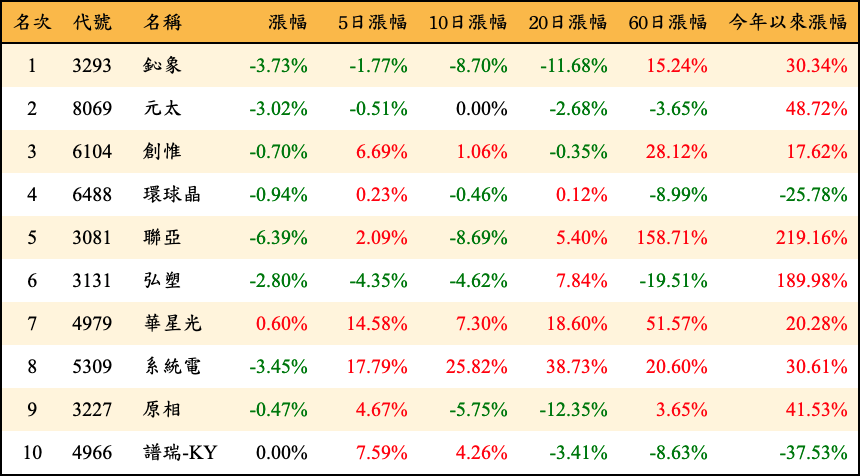 名次 代號 名稱 漲幅 5日漲幅 10日漲幅 20日漲幅 60日漲幅 今年以來漲幅
1 3293 鈊象 -3.73% -1.77% -8.70% -11.68% 15.24% 30.34%
2 8069 元太 -3.02% -0.51% 0.00% -2.68% -3.65% 48.72%
3 6104 創惟 -0.70% 6.69% 1.06% -0.35% 28.12% 17.62%
4 6488 環球晶 -0.94% 0.23% -0.46% 0.12% -8.99% -25.78%
5 3081 聯亞 -6.39% 2.09% -8.69% 5.40% 158.71% 219.16%
6 3131 弘塑 -2.80% -4.35% -4.62% 7.84% -19.51% 189.98%
7 4979 華星光 0.60% 14.58% 7.30% 18.60% 51.57% 20.28%
8 5309 系統電 -3.45% 17.79% 25.82% 38.73% 20.60% 30.61%
9 3227 原相 -0.47% 4.67% -5.75% -12.35% 3.65% 41.53%
10 4966 譜瑞-KY 0.00% 7.59% 4.26% -3.41% -8.63% -37.53%